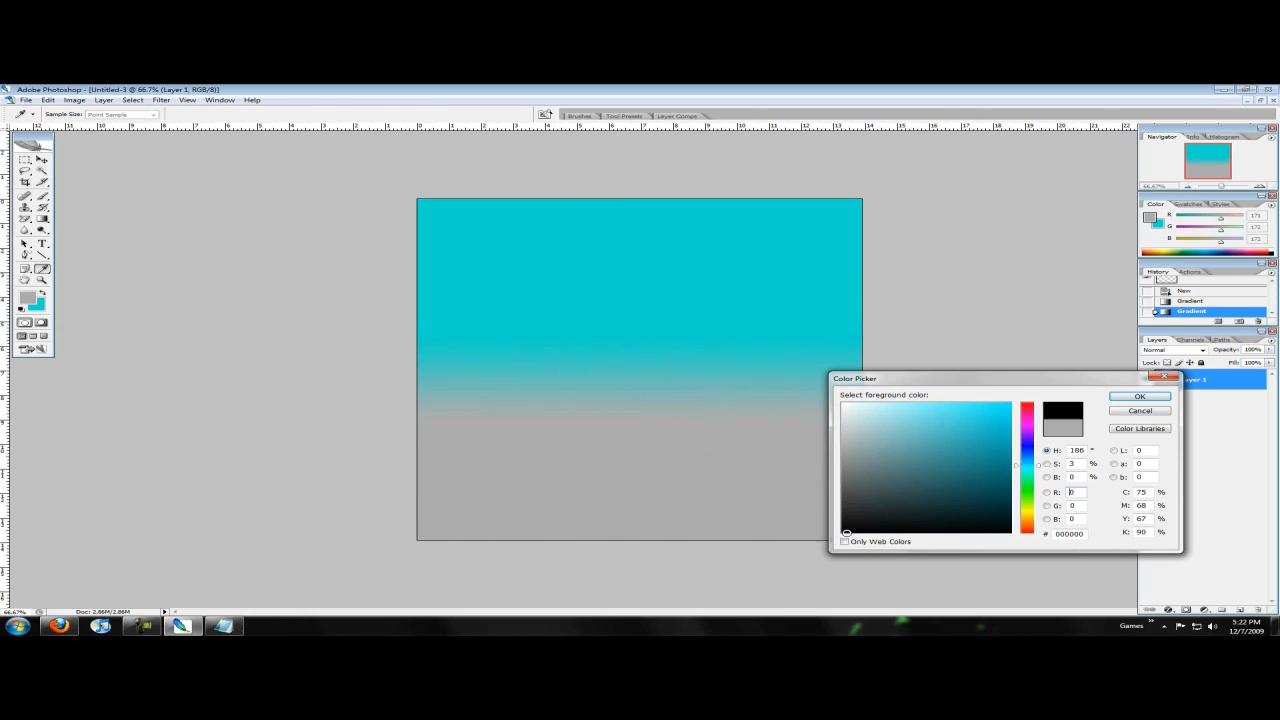 Adobe Photoshop - [Untitled-3 @ 66.7% (Layer 1, RGB/8)]
File Edit Image Layer Select Filter View Window Help
Sample Size: Point Sample
Brushes Tool Presets Layer Comps
Navigator Info Histogram
66.67%
Color Swatches Styles
R 171
G 172
B 172
History Actions
New
Gradient
Gradient
Layers Channels Paths
Normal Opacity: 100%
Lock: Fill: 100%
Layer 1
Color Picker
Select foreground color:
OK
Cancel
Color Libraries
H: 186 ° L: 0
S: 3 % a: 0
B: 0 % b: 0
R: 0 C: 75 %
G: 0 M: 68 %
B: 0 Y: 67 %
# 000000 K: 90 %
Only Web Colors
66.67% Doc: 2.86M/2.86M
Games
5:22 PM
12/7/2009